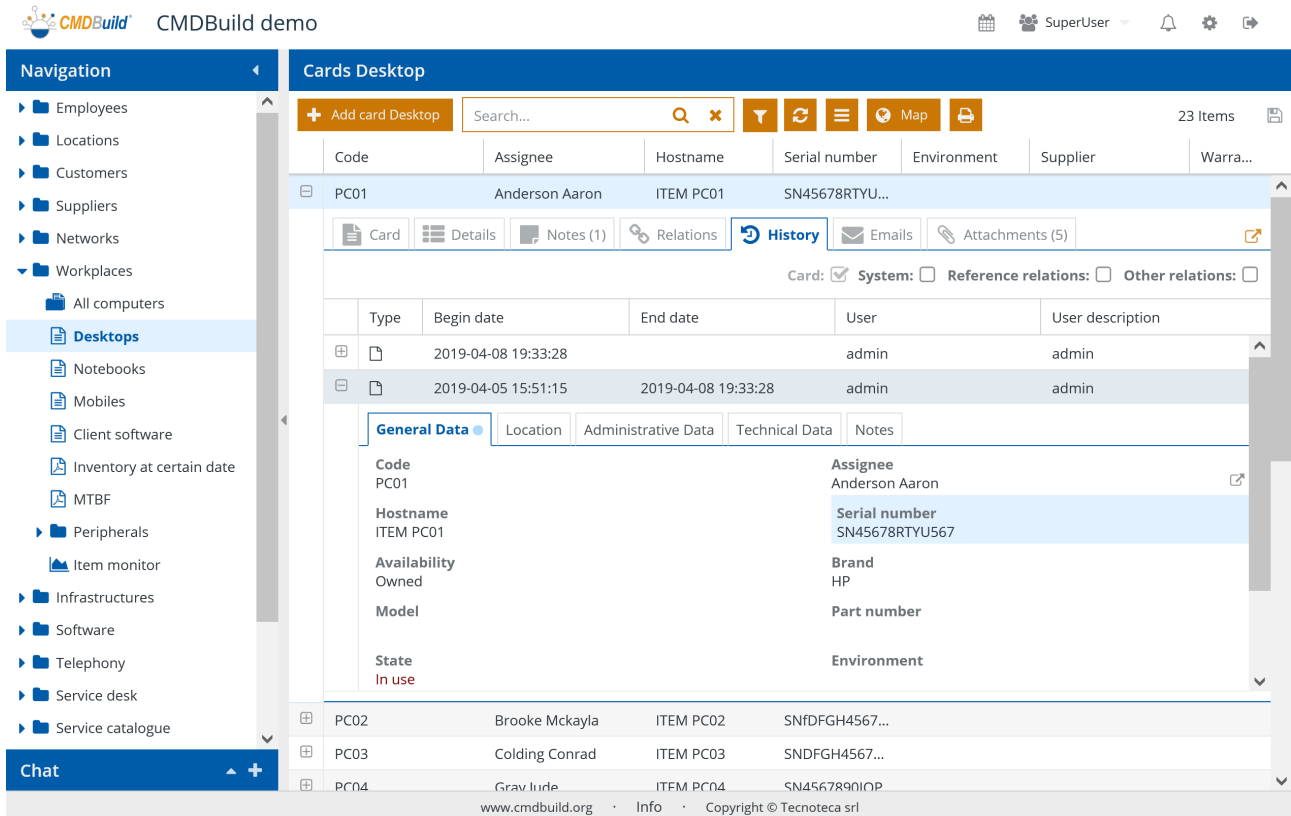 CMDBuild CMDBuild demo SuperUser
Navigation
Employees
Locations
Customers
Suppliers
Networks
Workplaces
All computers
Desktops
Notebooks
Mobiles
Client software
Inventory at certain date
MTBF
Peripherals
Item monitor
Infrastructures
Software
Telephony
Service desk
Service catalogue
Chat
Cards Desktop
Add card Desktop Search... Map 23 Items
Code Assignee Hostname Serial number Environment Supplier Warra...
PC01 Anderson Aaron ITEM PC01 SN45678RTYU...
Card Details Notes (1) Relations History Emails Attachments (5)
Card: System: Reference relations: Other relations:
Type Begin date End date User User description
2019-04-08 19:33:28 admin admin
2019-04-05 15:51:15 2019-04-08 19:33:28 admin admin
General Data Location Administrative Data Technical Data Notes
Code Assignee
PC01 Anderson Aaron
Hostname Serial number
ITEM PC01 SN45678RTYU567
Availability Brand
Owned HP
Model Part number
State Environment
In use
PC02 Brooke Mckayla ITEM PC02 SNfDFGH4567...
PC03 Colding Conrad ITEM PC03 SNDFGH4567...
PC04 Gray Jude ITEM PC04 SN4567890IOP
www.cmdbuild.org · Info · Copyright © Tecnoteca srl